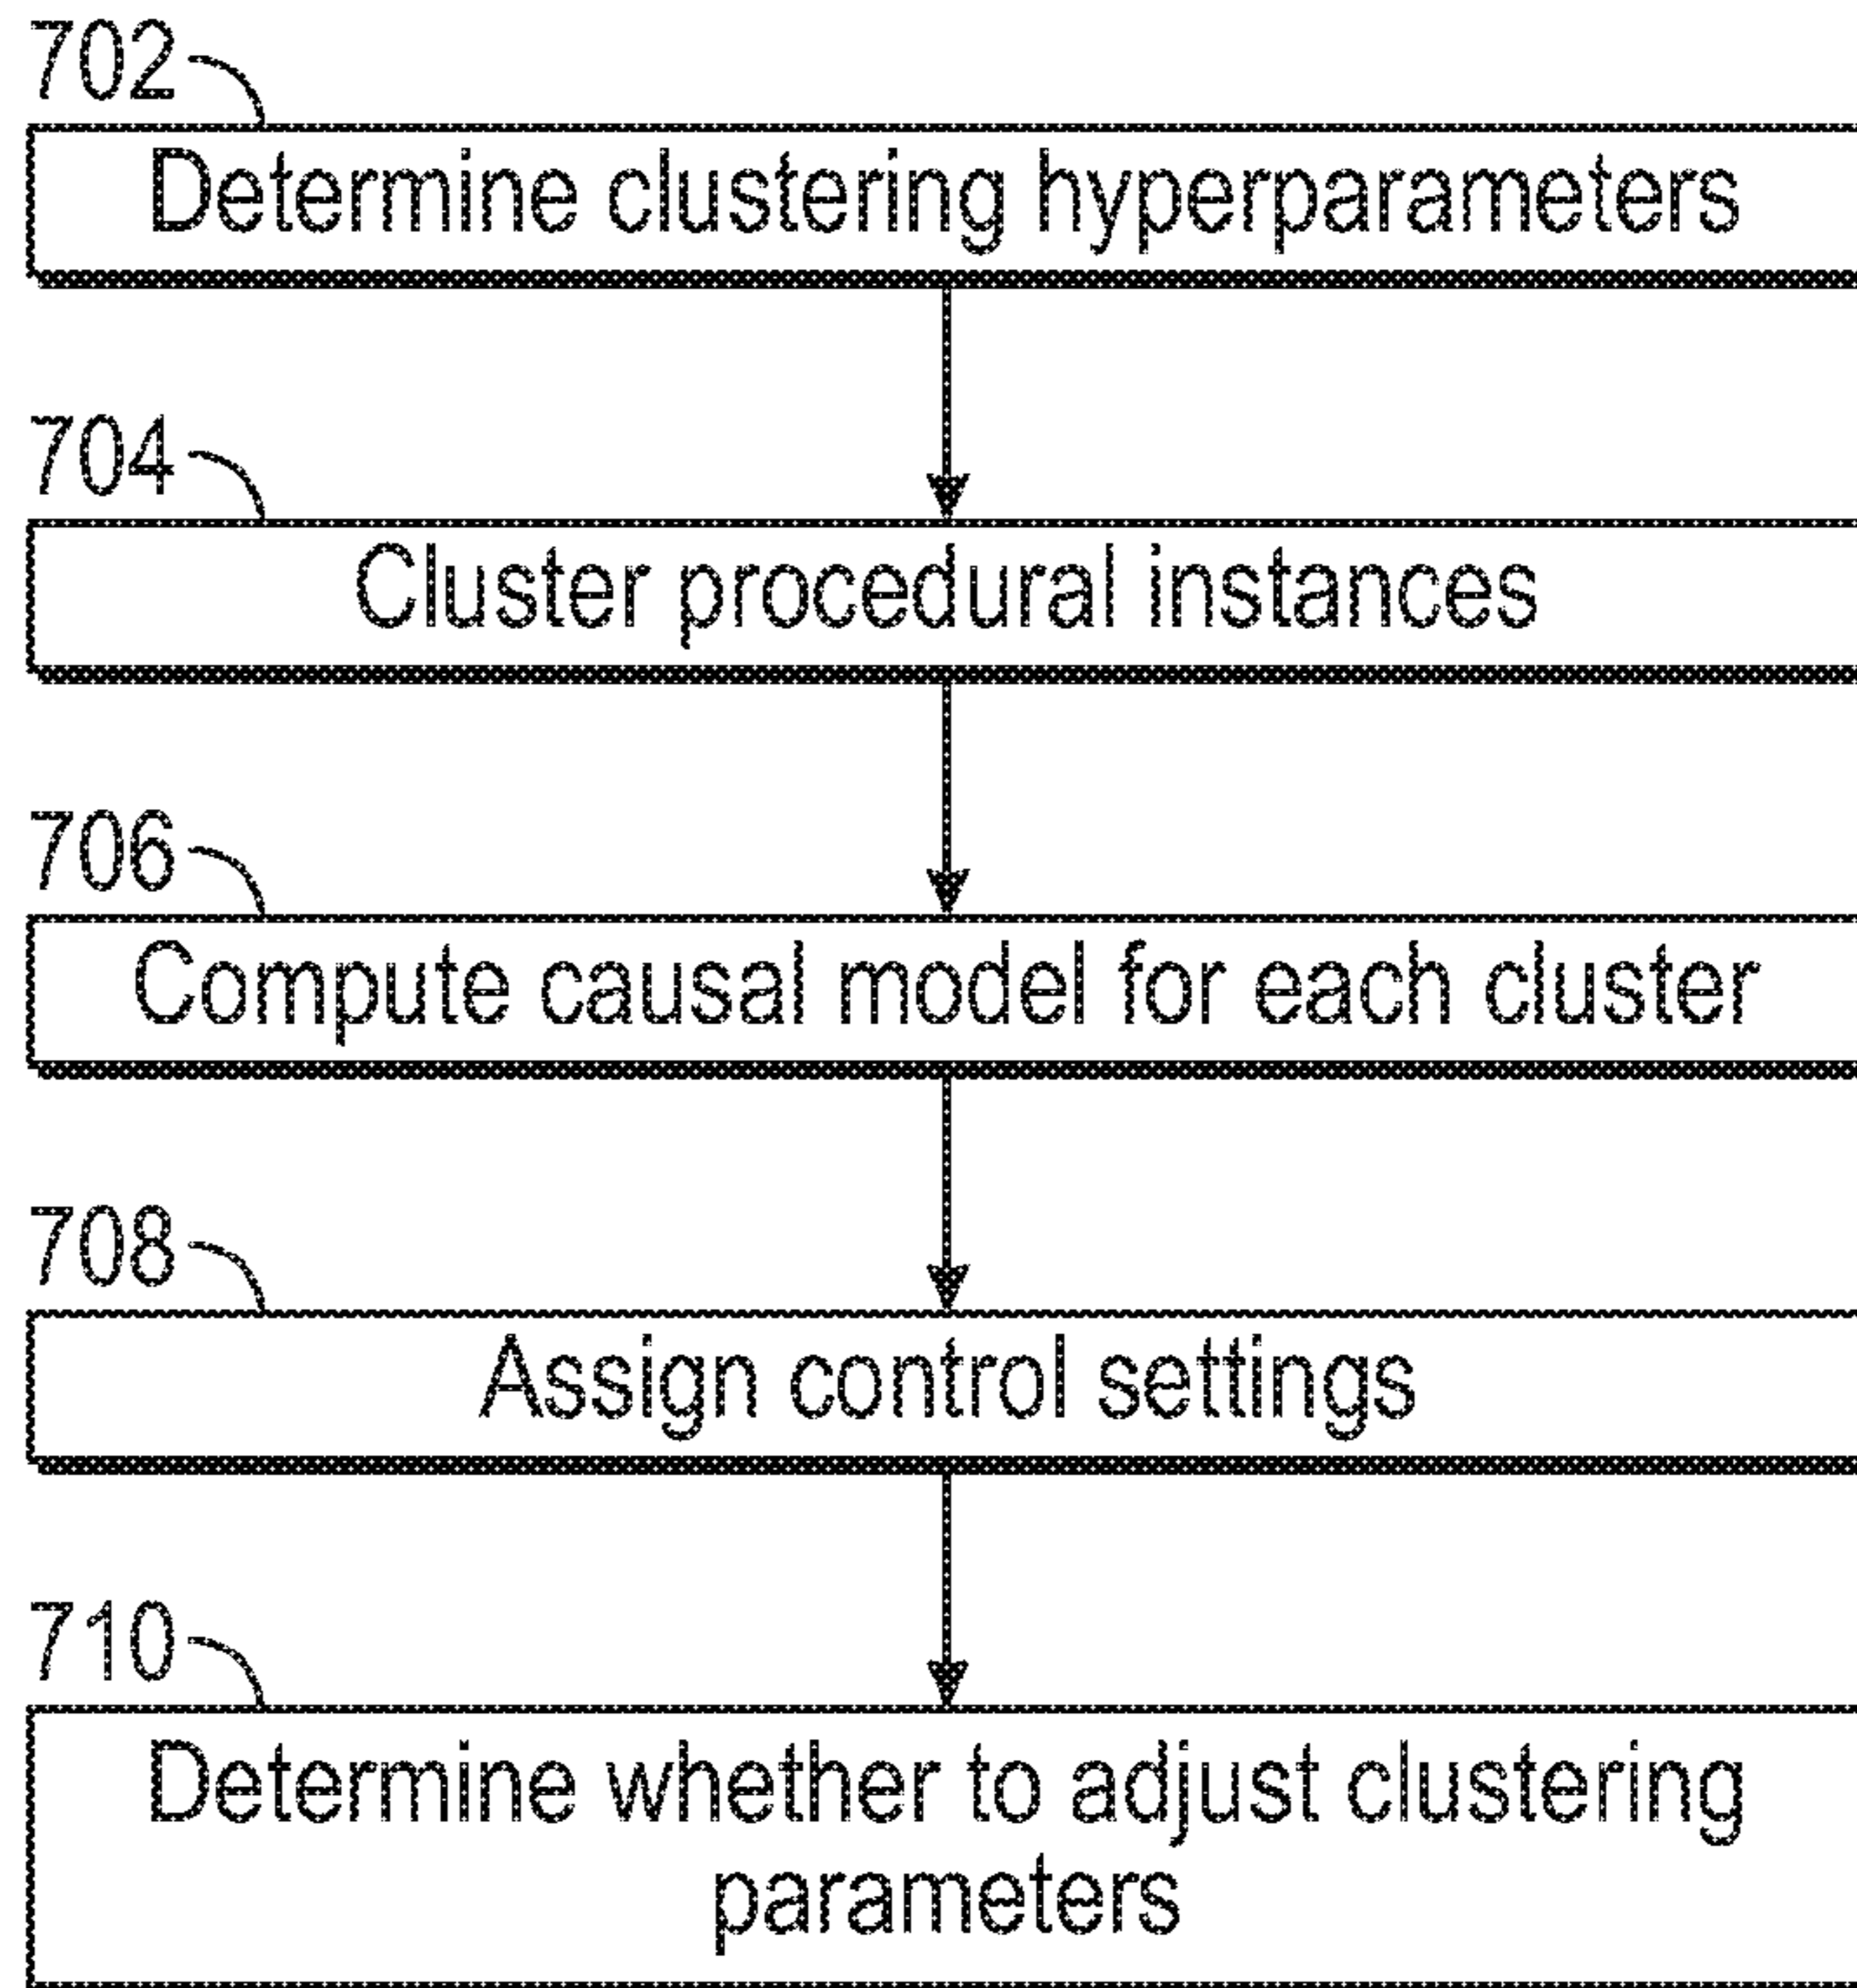 702
Determine clustering hyperparameters
704
Cluster procedural instances
706
Compute causal model for each cluster
708
Assign control settings
710
Determine whether to adjust clustering
parameters